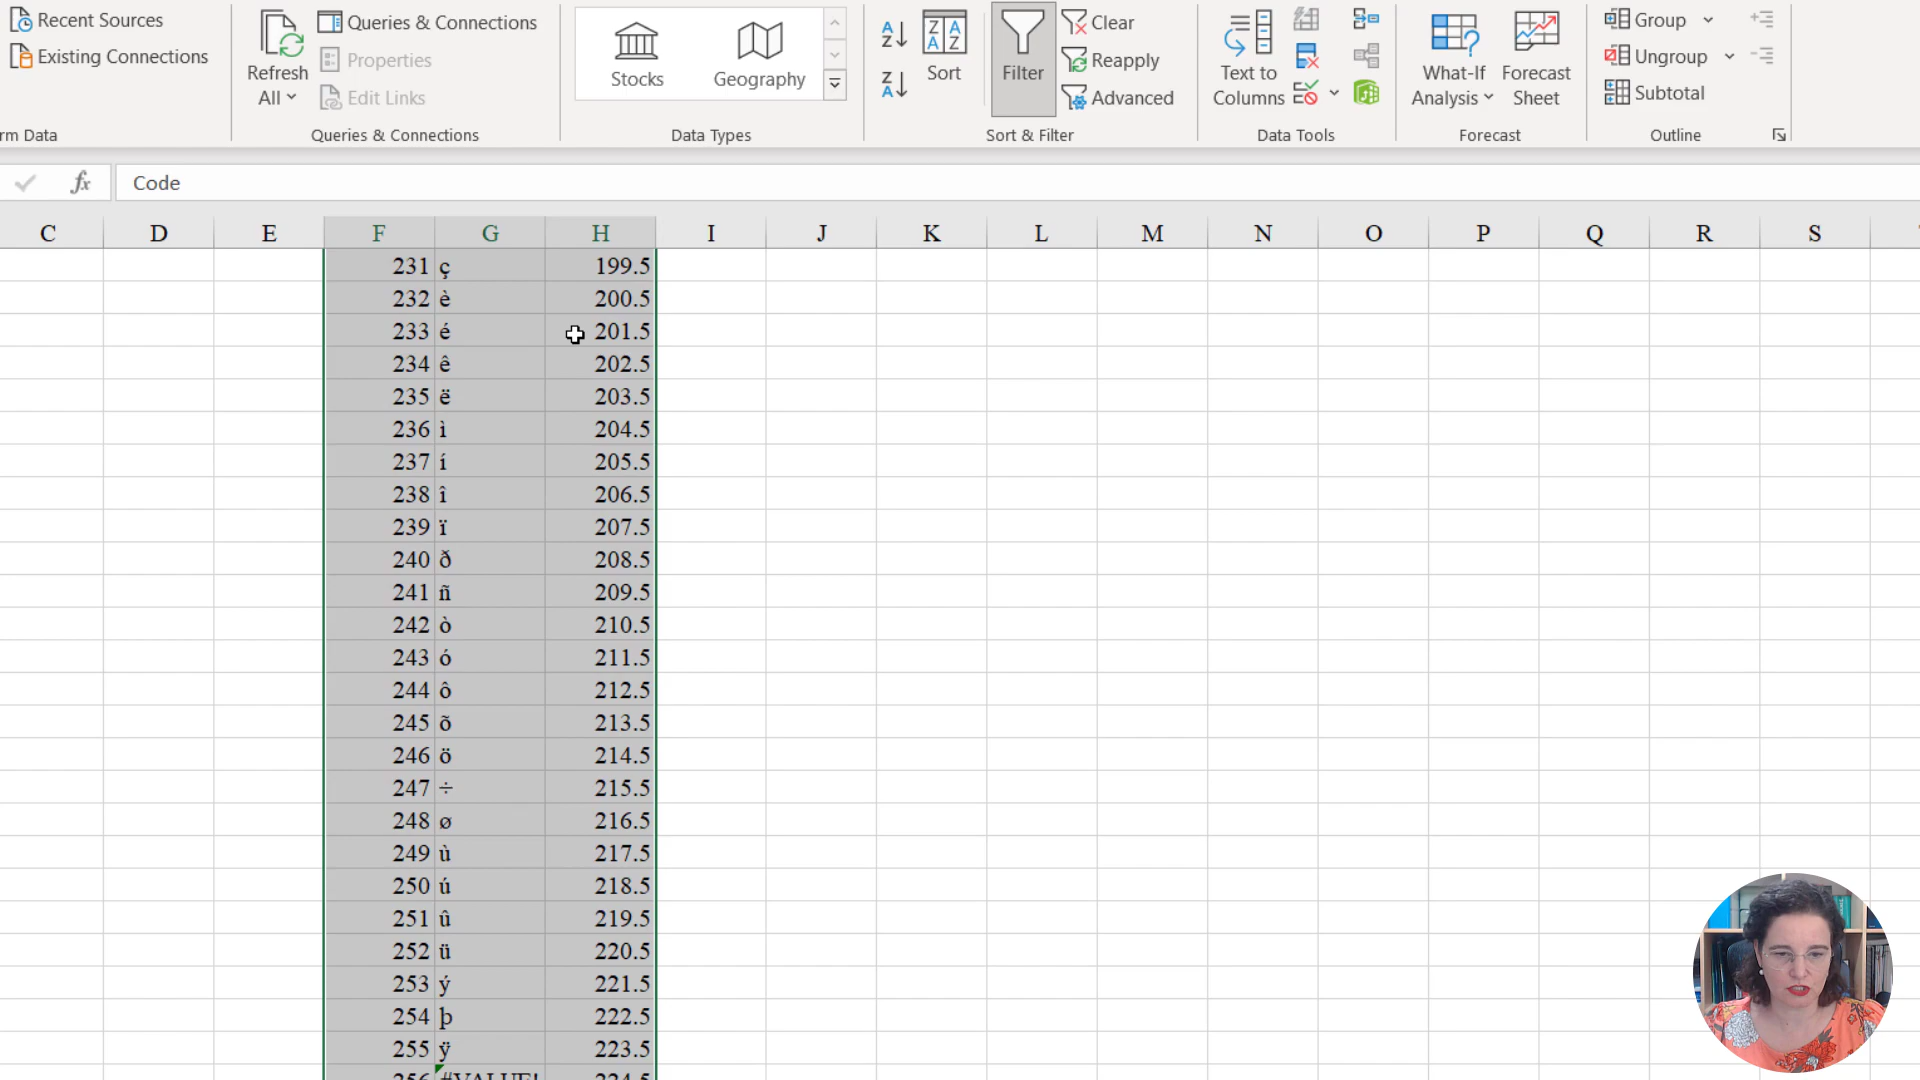 Recent Sources
Existing Connections
rm Data
Refresh
All
Queries & Connections
Properties
Edit Links
Queries & Connections
Stocks
Geography
Data Types
A
Z
Z
A
Z A
A Z
Sort
Filter
Clear
Reapply
Advanced
Sort & Filter
Text to
Columns
Data Tools
What-If
Analysis
Forecast
Sheet
Forecast
Group
Ungroup
Subtotal
Outline
fx Code
C D E F G H I J K L M N O P Q R S
231 ç 199.5
232 è 200.5
233 é 201.5
234 ê 202.5
235 ë 203.5
236 ì 204.5
237 í 205.5
238 î 206.5
239 ï 207.5
240 ð 208.5
241 ñ 209.5
242 ò 210.5
243 ó 211.5
244 ô 212.5
245 õ 213.5
246 ö 214.5
247 ÷ 215.5
248 ø 216.5
249 ù 217.5
250 ú 218.5
251 û 219.5
252 ü 220.5
253 ý 221.5
254 þ 222.5
255 ÿ 223.5
256 #VALUE! 224.5